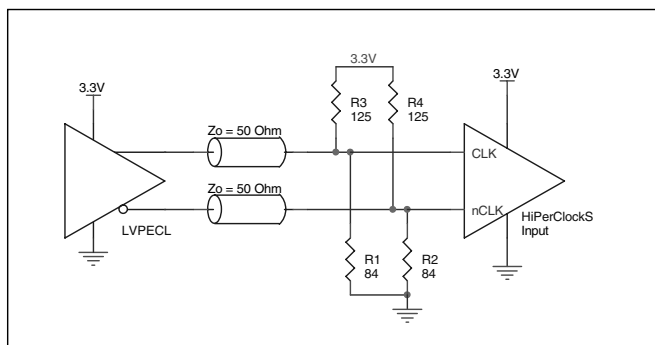 3.3V
3.3V
3.3V
R3
125
R4
125
Zo = 50 Ohm
CLK
Zo = 50 Ohm
nCLK
HiPerClockS
Input
LVPECL
R1
84
R2
84